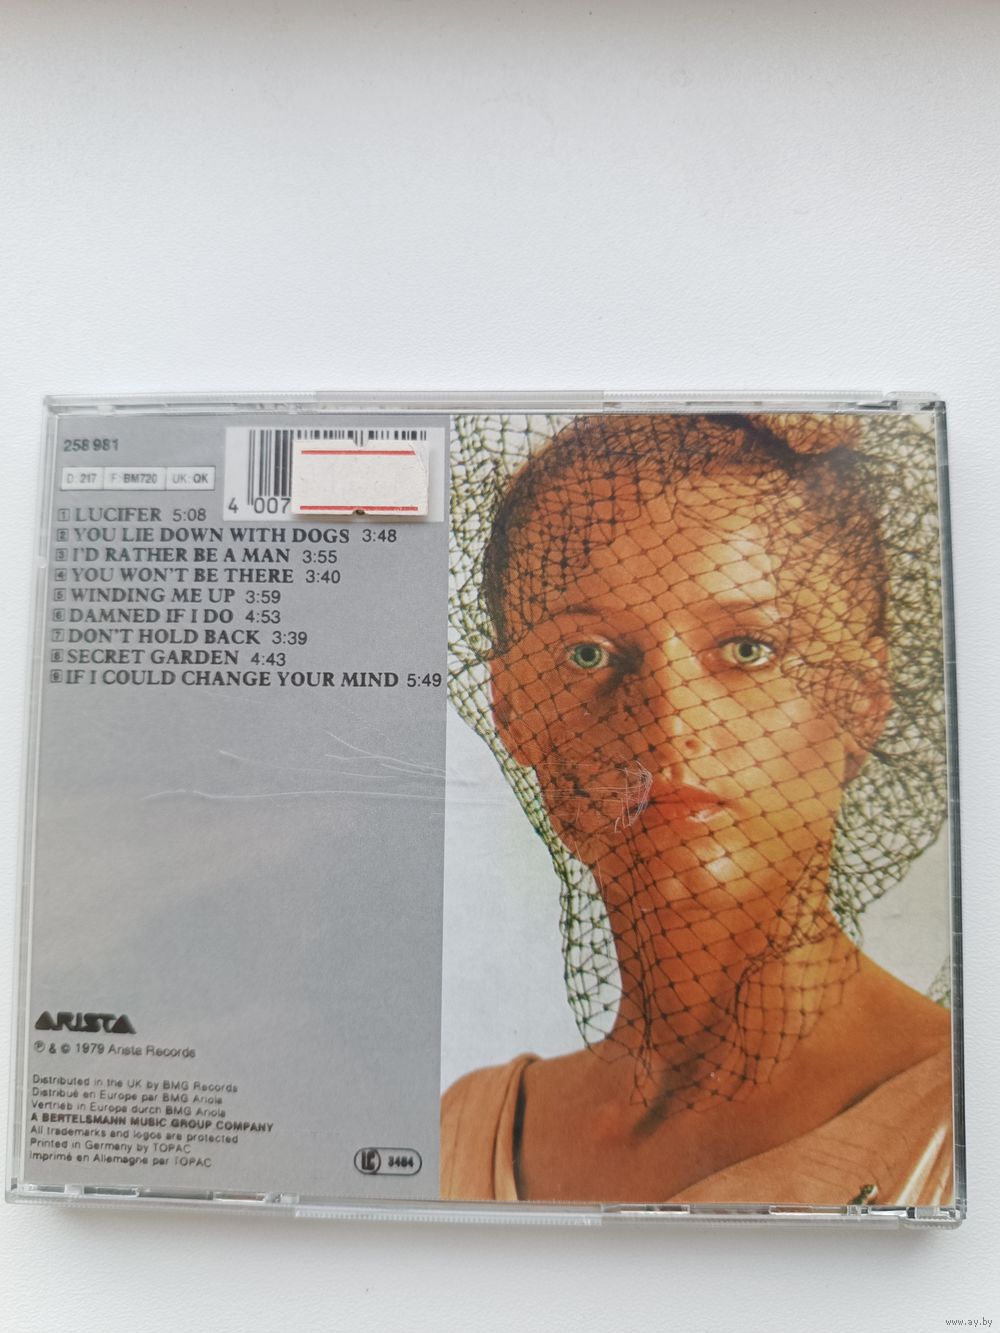 258 981
D: 217 F: BM720 UK: QK
4 007
1 LUCIFER 5:08
2 YOU LIE DOWN WITH DOGS 3:48
3 I'D RATHER BE A MAN 3:55
4 YOU WON'T BE THERE 3:40
5 WINDING ME UP 3:59
6 DAMNED IF I DO 4:53
7 DON'T HOLD BACK 3:39
8 SECRET GARDEN 4:43
9 IF I COULD CHANGE YOUR MIND 5:49
ARISTA
℗ & © 1979 Arista Records
Distributed in the UK by BMG Records
Distribué en Europe par BMG Ariola
Vertrieb in Europa durch BMG Ariola
A BERTELSMANN MUSIC GROUP COMPANY
All trademarks and logos are protected
Printed in Germany by TOPAC
Imprimé en Allemagne par TOPAC
LC 3484
www.ay.by